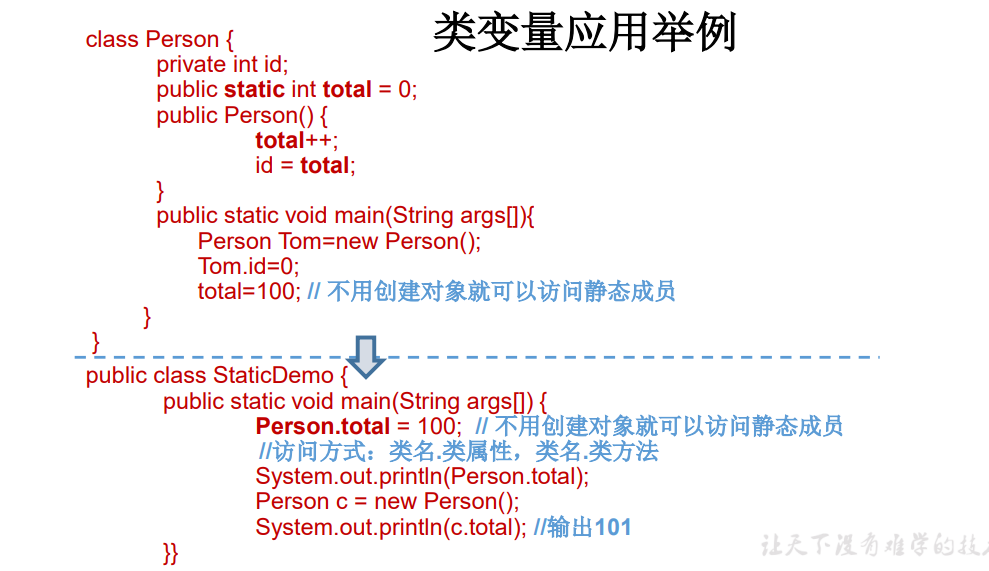 类变量应用举例
class Person {
private int id;
public static int total = 0;
public Person() {
total++;
id = total;
}
public static void main(String args[]){
Person Tom=new Person();
Tom.id=0;
total=100; // 不用创建对象就可以访问静态成员
}
}
public class StaticDemo {
public static void main(String args[]) {
Person.total = 100; // 不用创建对象就可以访问静态成员
//访问方式：类名.类属性，类名.类方法
System.out.println(Person.total);
Person c = new Person();
System.out.println(c.total); //输出101
}}
让天下没有难学的技